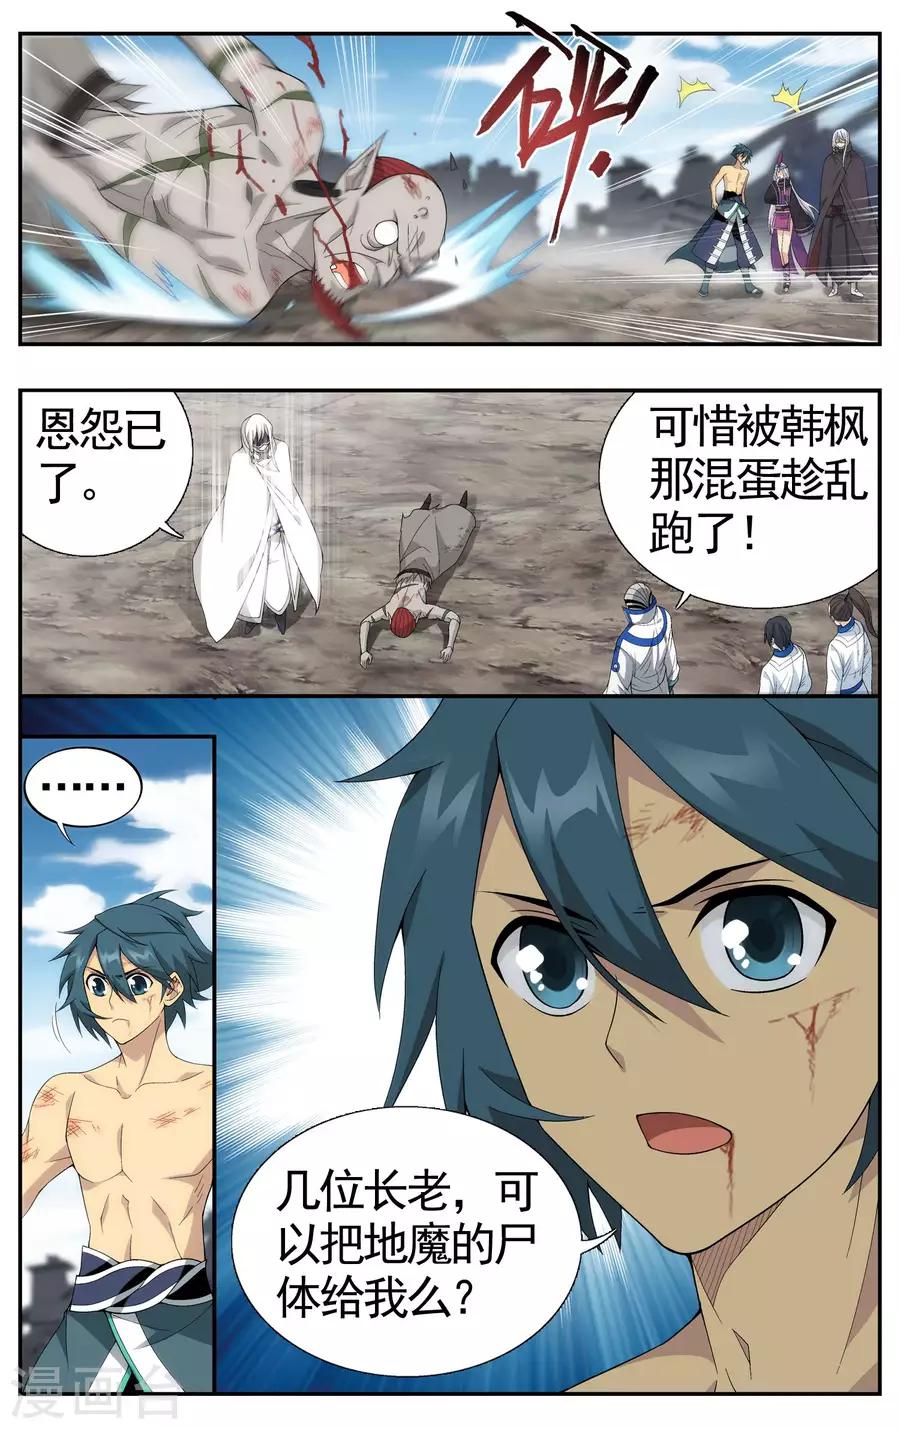 砰！
恩怨已
了。
可惜被韩枫
那混蛋趁乱
跑了！
……
几位长老，可
以把地魔的尸
体给我么？
漫画台